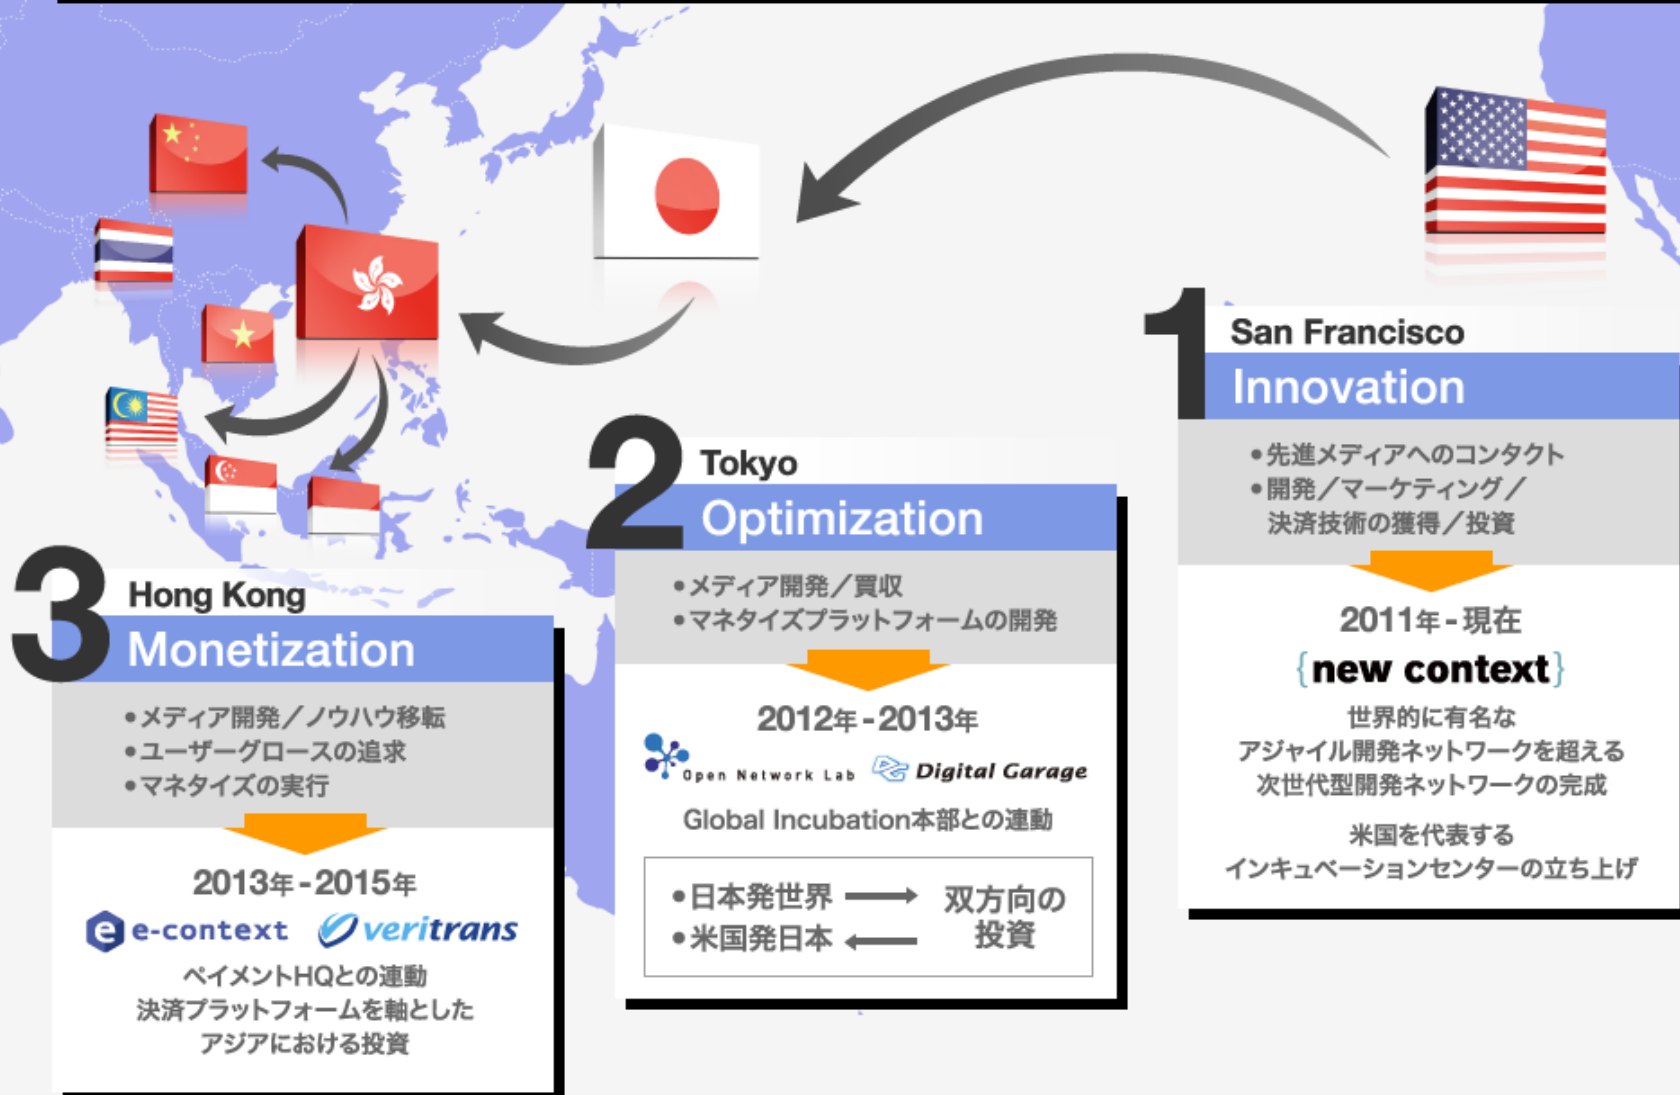 1
San Francisco
Innovation
•先進メディアへのコンタクト
•開発／マーケティング／
決済技術の獲得／投資
2011年-現在
{new context}
世界的に有名な
アジャイル開発ネットワークを超える
次世代型開発ネットワークの完成
米国を代表する
インキュベーションセンターの立ち上げ
2
Tokyo
Optimization
•メディア開発／買収
•マネタイズプラットフォームの開発
2012年-2013年
Open Network Lab
DG Digital Garage
Global Incubation本部との連動
•日本発世界 → 双方向の
•米国発日本 ← 投資
3
Hong Kong
Monetization
•メディア開発／ノウハウ移転
•ユーザーグロースの追求
•マネタイズの実行
2013年-2015年
e e-context
veritrans
ペイメントHQとの連動
決済プラットフォームを軸とした
アジアにおける投資